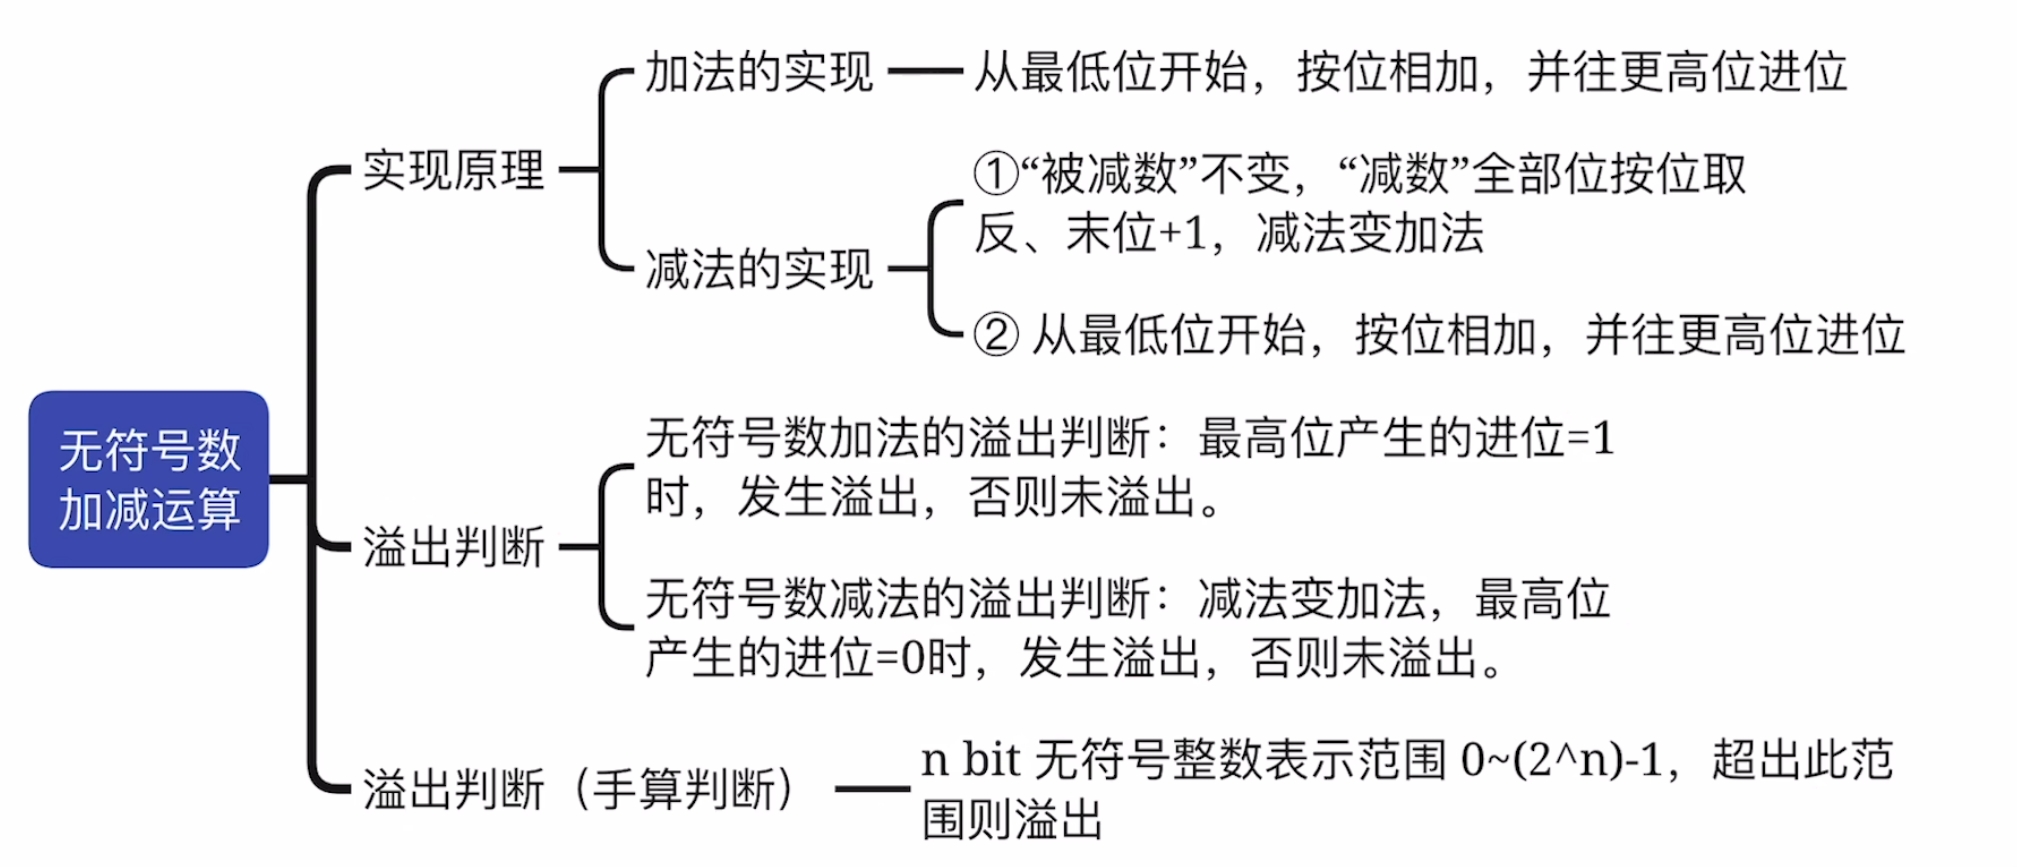 无符号数
加减运算
实现原理
加法的实现
从最低位开始，按位相加，并往更高位进位
减法的实现
①“被减数”不变，“减数”全部位按位取
反、末位+1，减法变加法
② 从最低位开始，按位相加，并往更高位进位
溢出判断
无符号数加法的溢出判断：最高位产生的进位=1
时，发生溢出，否则未溢出。
无符号数减法的溢出判断：减法变加法，最高位
产生的进位=0时，发生溢出，否则未溢出。
溢出判断（手算判断）
n bit 无符号整数表示范围 0~(2^n)-1，超出此范
围则溢出